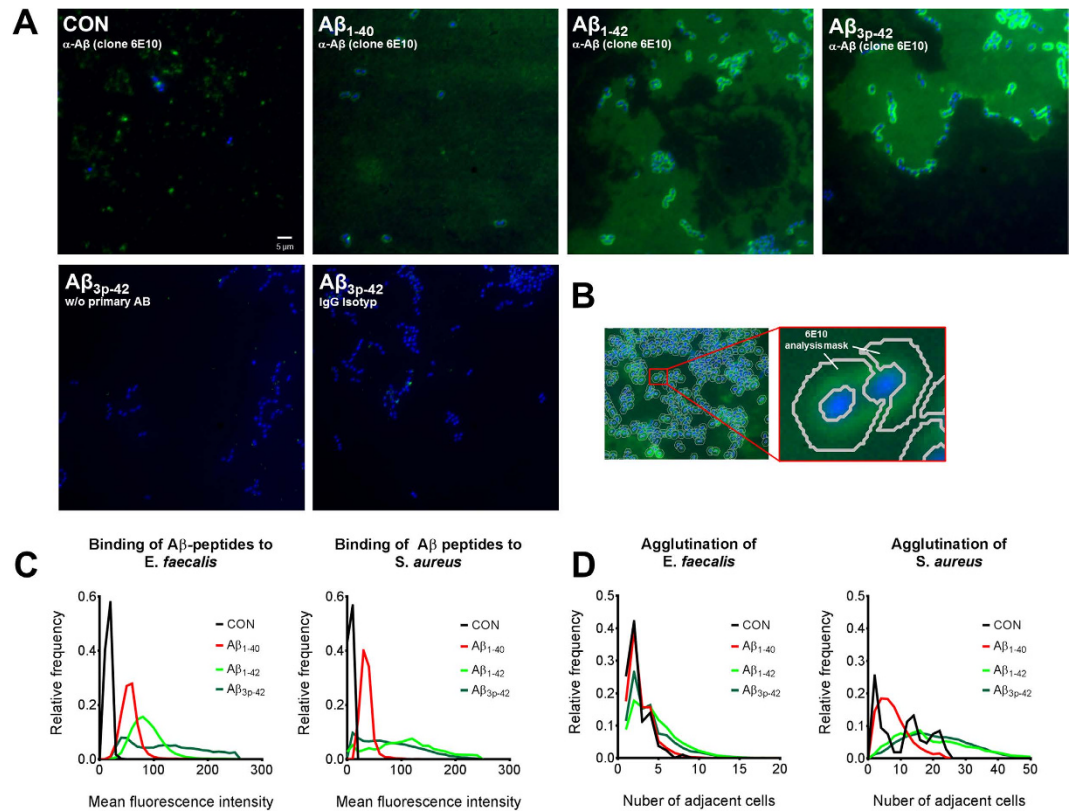 A
CON
α-Aβ (clone 6E10)
5 µm
Aβ1-40
α-Aβ (clone 6E10)
Aβ1-42
α-Aβ (clone 6E10)
Aβ3p-42
α-Aβ (clone 6E10)
Aβ3p-42
w/o primary AB
Aβ3p-42
IgG Isotyp
B
6E10
analysis mask
C
Binding of Aβ-peptides to
E. faecalis
Relative frequency
0.6
0.4
0.2
0.0
0
100
200
300
Mean fluorescence intensity
CON
Aβ1-40
Aβ1-42
Aβ3p-42
Binding of Aβ peptides to
S. aureus
Relative frequency
0.6
0.4
0.2
0.0
0
100
200
300
Mean fluorescence intensity
CON
Aβ1-40
Aβ1-42
Aβ3p-42
D
Agglutination of
E. faecalis
Relative frequency
0.5
0.4
0.3
0.2
0.1
0.0
0
5
10
15
20
Nuber of adjacent cells
CON
Aβ1-40
Aβ1-42
Aβ3p-42
Agglutination of
S. aureus
Relative frequency
0.5
0.4
0.3
0.2
0.1
0.0
0
10
20
30
40
50
Nuber of adjacent cells
CON
Aβ1-40
Aβ1-42
Aβ3p-42